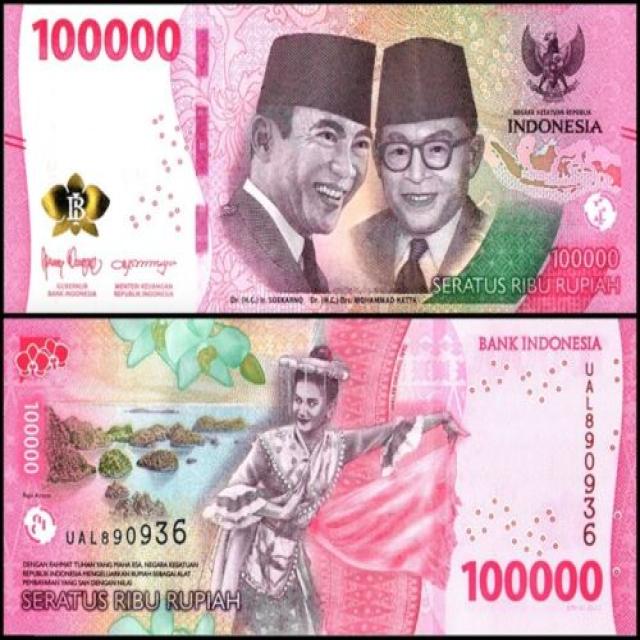 100000
NEGARA KESATUAN REPUBLIK
INDONESIA
100000
SERATUS RIBU RUPIAH
GUBERNUR
BANK INDONESIA
MENTERI KEUANGAN
REPUBLIK INDONESIA
Dr. (H.C.) Ir. SOEKARNO Dr. (H.C.) Drs. MOHAMMAD HATTA
BANK INDONESIA
UAL890936
100000
Raja Ampat
UAL890936
DENGAN RAHMAT TUHAN YANG MAHA ESA, NEGARA KESATUAN
REPUBLIK INDONESIA MENGELUARKAN RUPIAH SEBAGAI ALAT
PEMBAYARAN YANG SAH DENGAN NILAI
SERATUS RIBU RUPIAH
100000